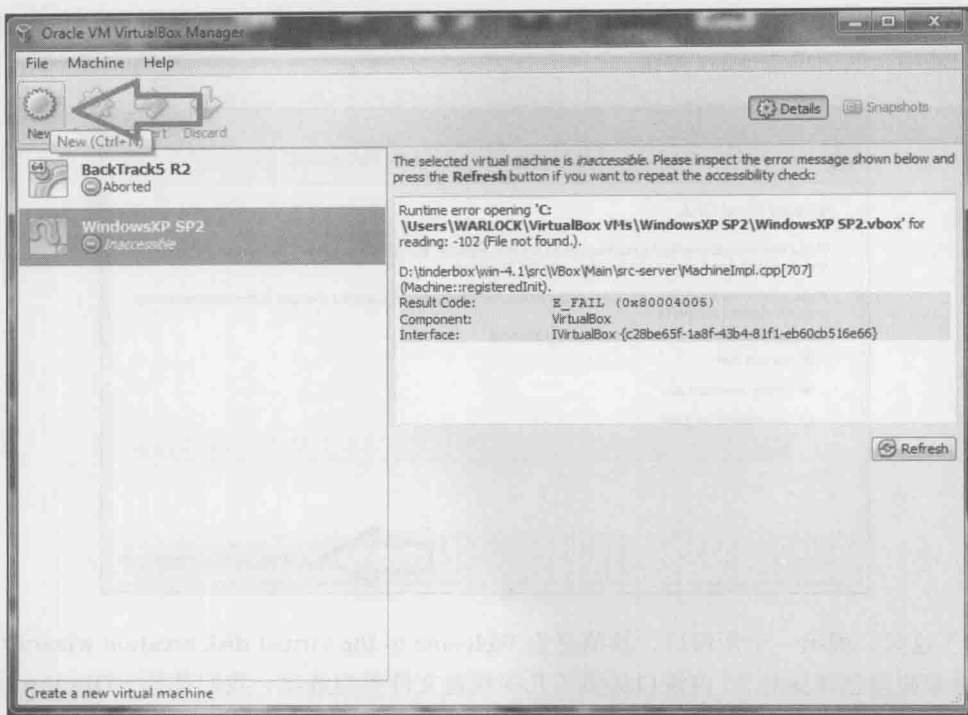 Oracle VM VirtualBox Manager
File Machine Help
New
Discard
New (Ctrl+N)
Details
Snapshots
BackTrack5 R2
Aborted
WindowsXP SP2
Inaccessible
The selected virtual machine is inaccessible. Please inspect the error message shown below and
press the Refresh button if you want to repeat the accessibility check:
Runtime error opening 'C:
\Users\WARLOCK\VirtualBox VMs\WindowsXP SP2\WindowsXP SP2.vbox' for
reading: -102 (File not found.).
D:\tinderbox\win-4.1\src\VBox\Main\src-server\MachineImpl.cpp[707]
(Machine::registeredInit).
Result Code: E_FAIL (0x80004005)
Component: VirtualBox
Interface: IVirtualBox {c28be65f-1a8f-43b4-81f1-eb60cb516e66}
Refresh
Create a new virtual machine